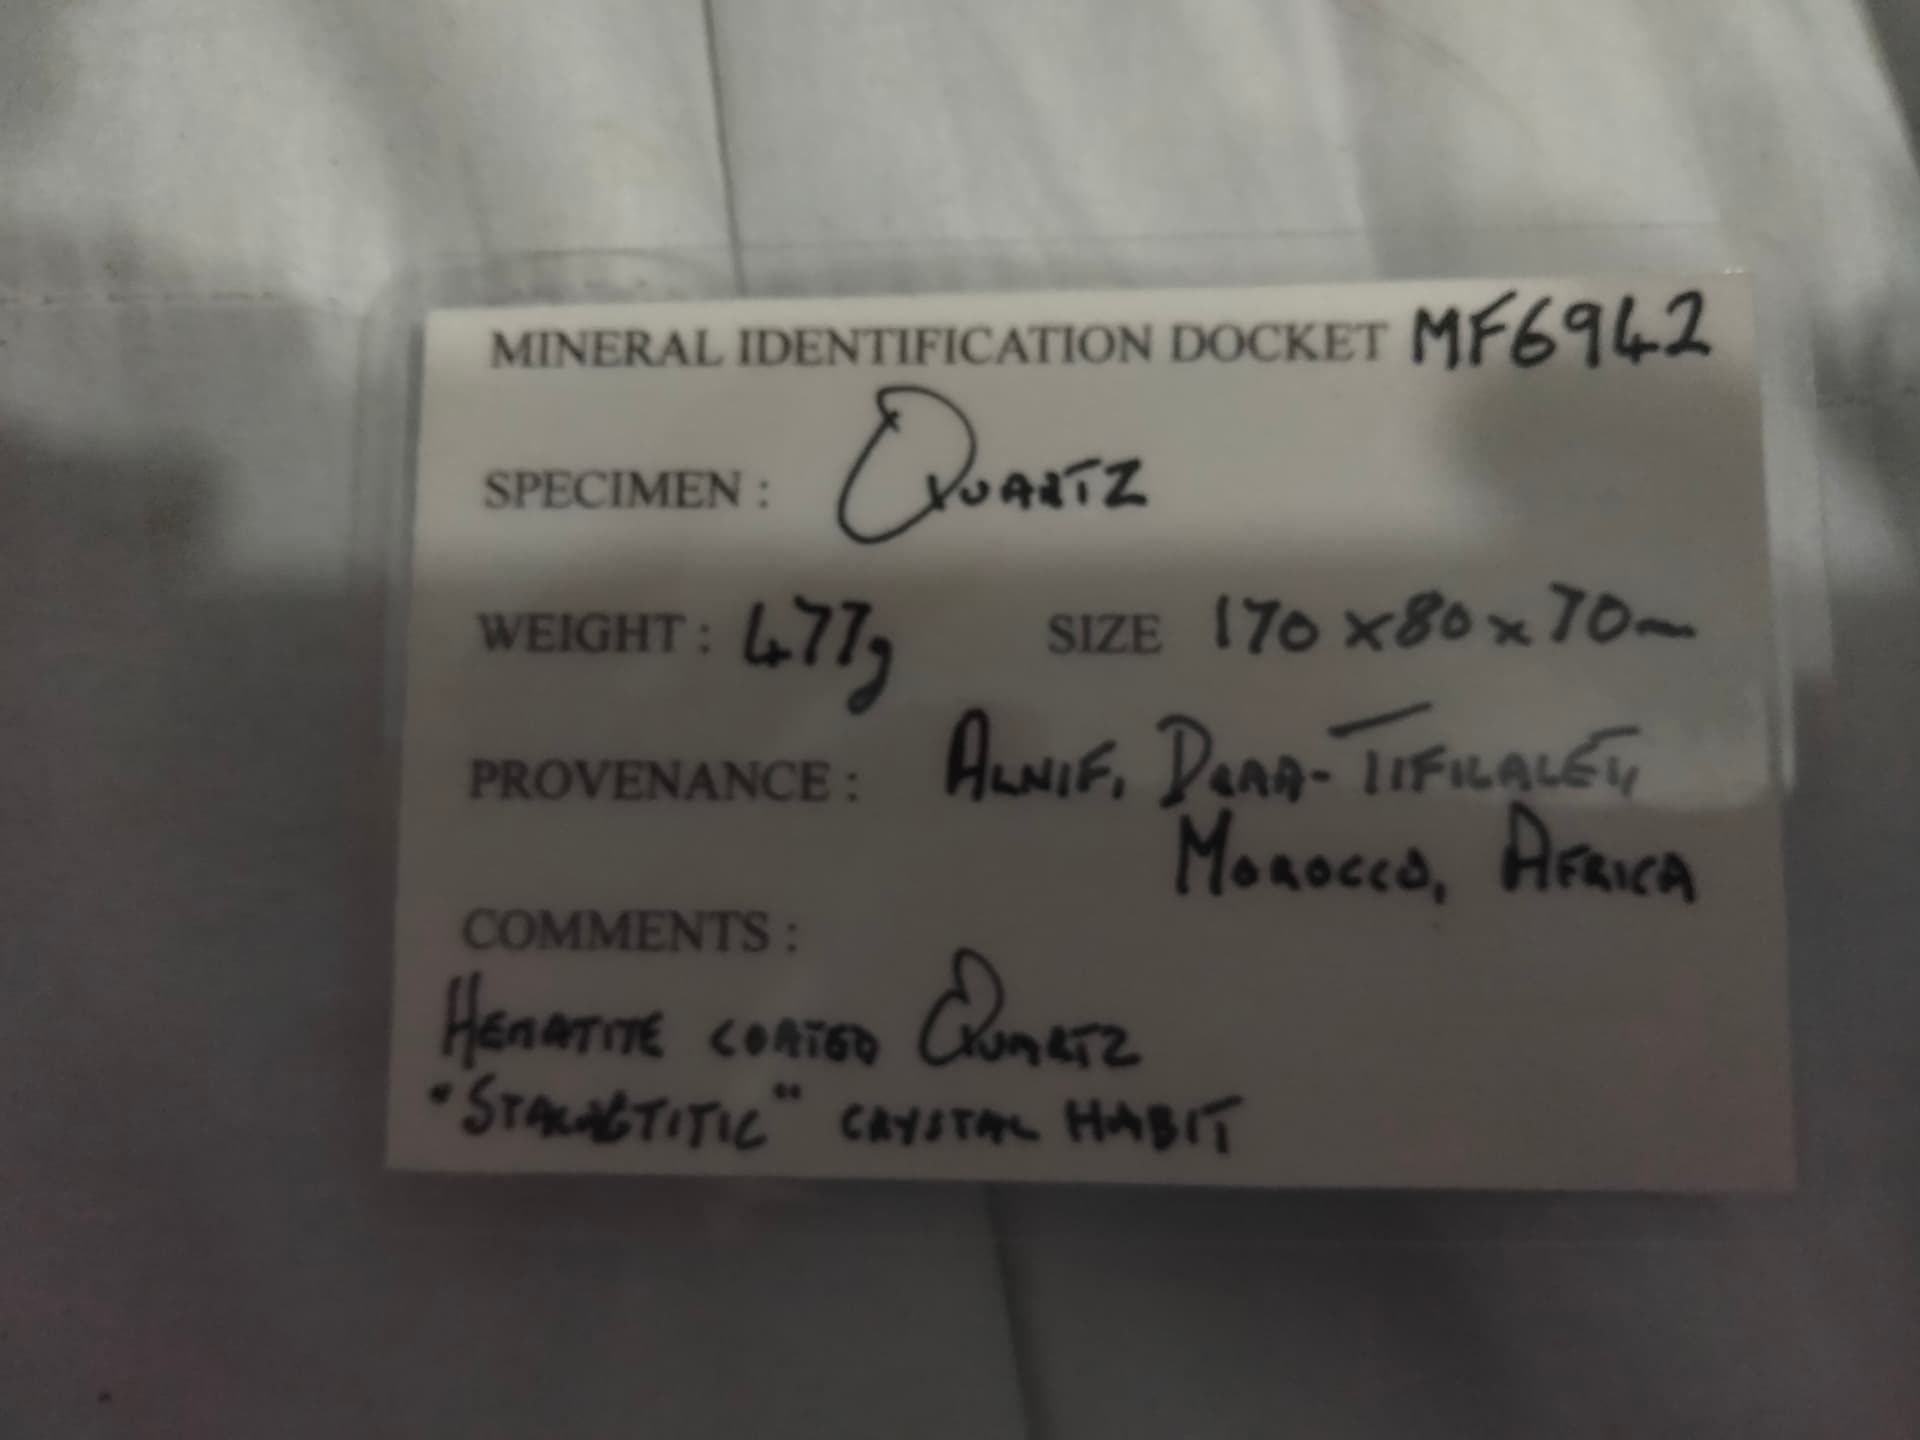 MINERAL IDENTIFICATION DOCKET MF6942
SPECIMEN : QUARTZ
WEIGHT : 477g SIZE 170 x 80 x 70mm
PROVENANCE : ALNIF, DRAA-TIFILALET,
MOROCCO, AFRICA
COMMENTS :
HEMATITE COATED QUARTZ
"STALACTITIC" CRYSTAL HABIT